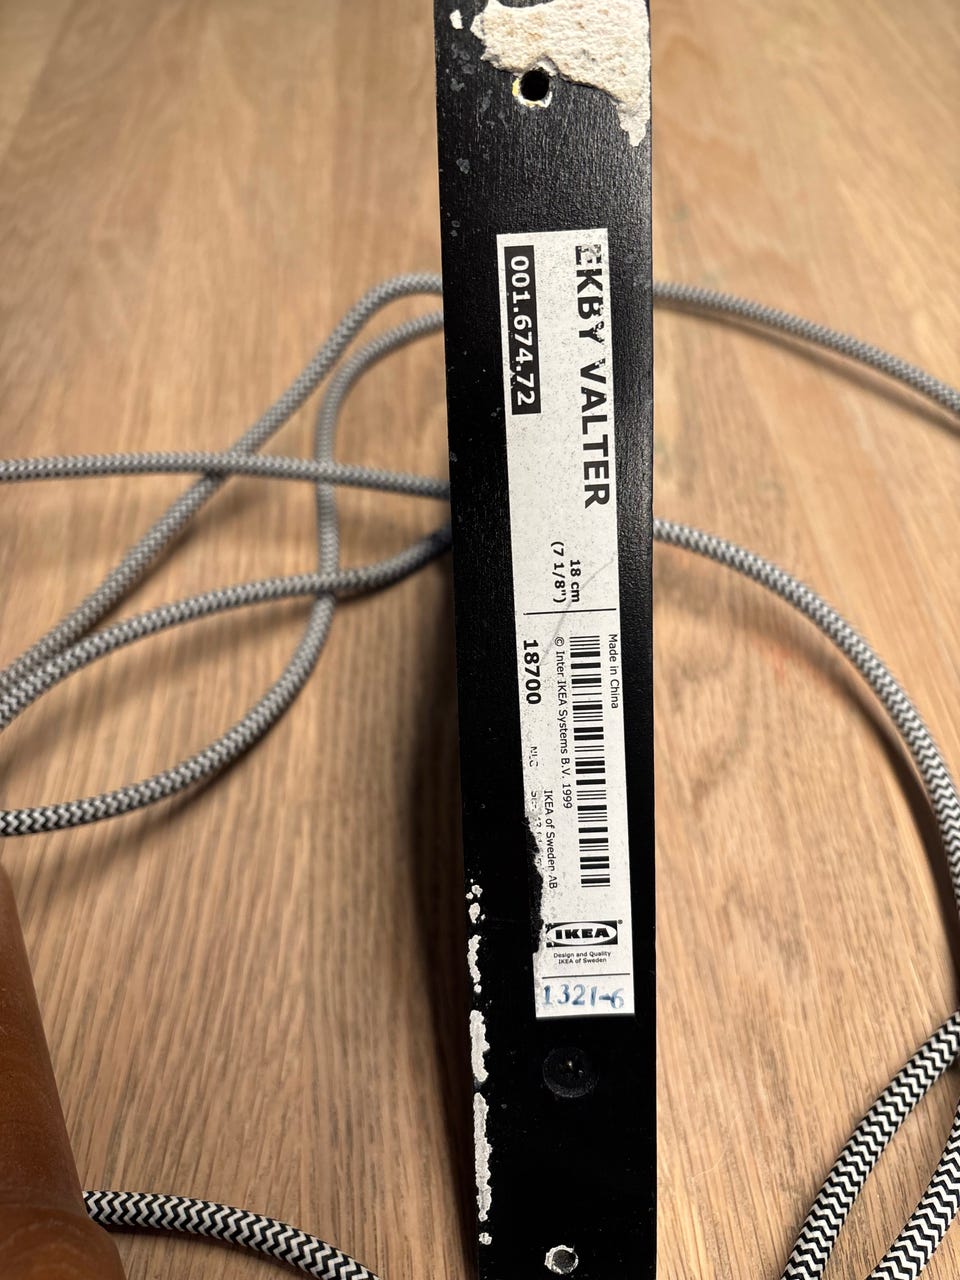 EKBY VALTER
001.674.72
18 cm
(7 1/8")
Made in China
© Inter IKEA Systems B.V. 1999
18700
IKEA of Sweden AB
IKEA
Design and Quality
IKEA of Sweden
1321-6